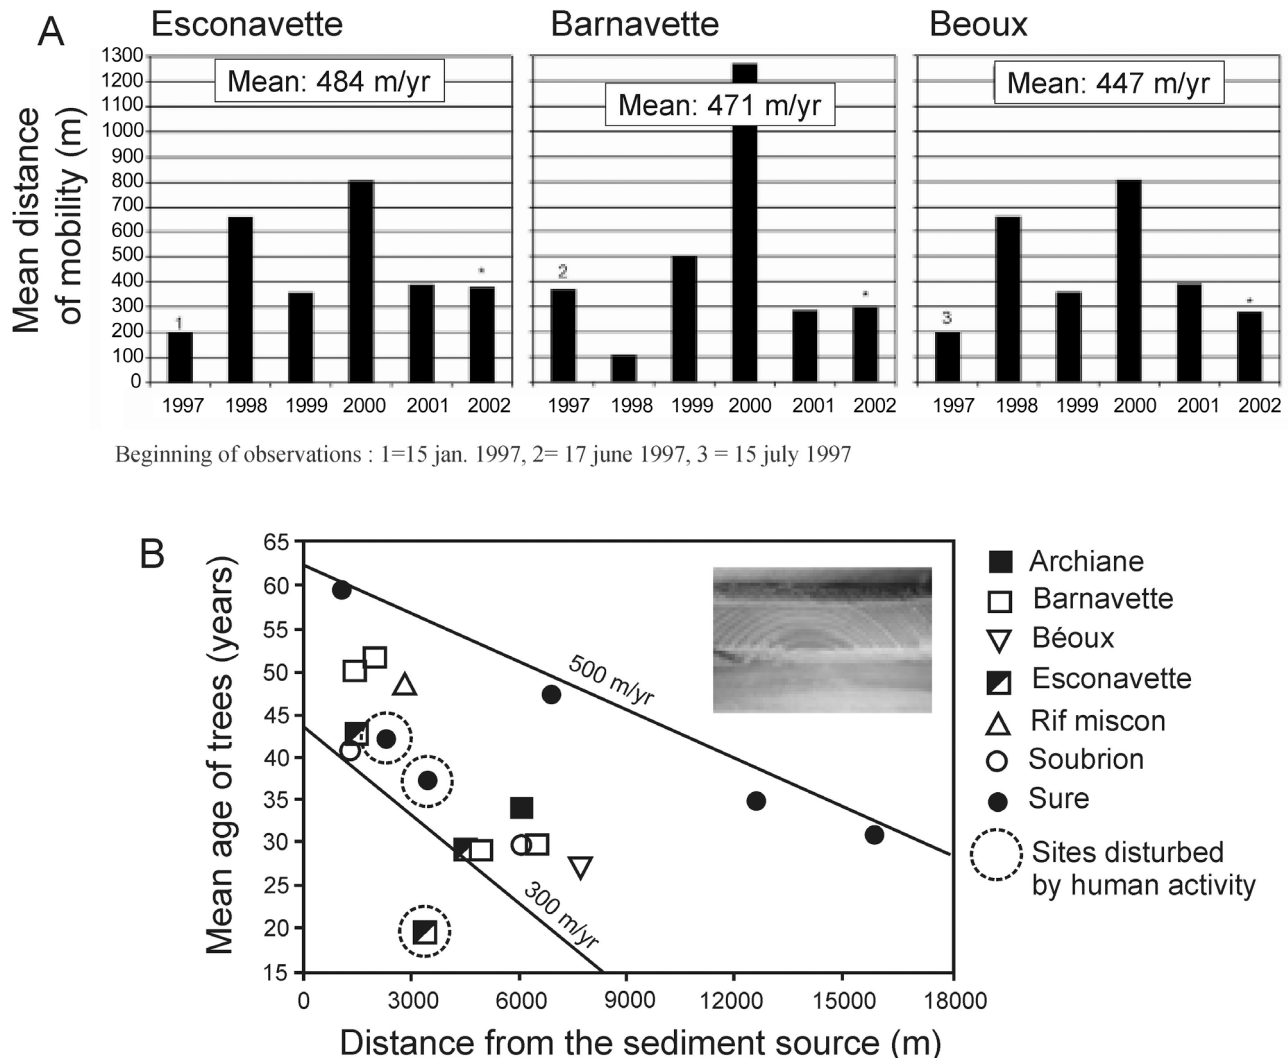 A
Esconavette
Barnavette
Beoux
Mean distance
of mobility (m)
1300
1200
1100
1000
900
800
700
600
500
400
300
200
100
0
Mean: 484 m/yr
1
*
1997 1998 1999 2000 2001 2002
Mean: 471 m/yr
2
*
1997 1998 1999 2000 2001 2002
Mean: 447 m/yr
3
*
1997 1998 1999 2000 2001 2002
Beginning of observations : 1=15 jan. 1997, 2= 17 june 1997, 3 = 15 july 1997
B
Mean age of trees (years)
65
60
55
50
45
40
35
30
25
20
15
500 m/yr
300 m/yr
0 3000 6000 9000 12000 15000 18000
Distance from the sediment source (m)
Archiane
Barnavette
Béoux
Esconavette
Rif miscon
Soubrion
Sure
Sites disturbed
by human activity